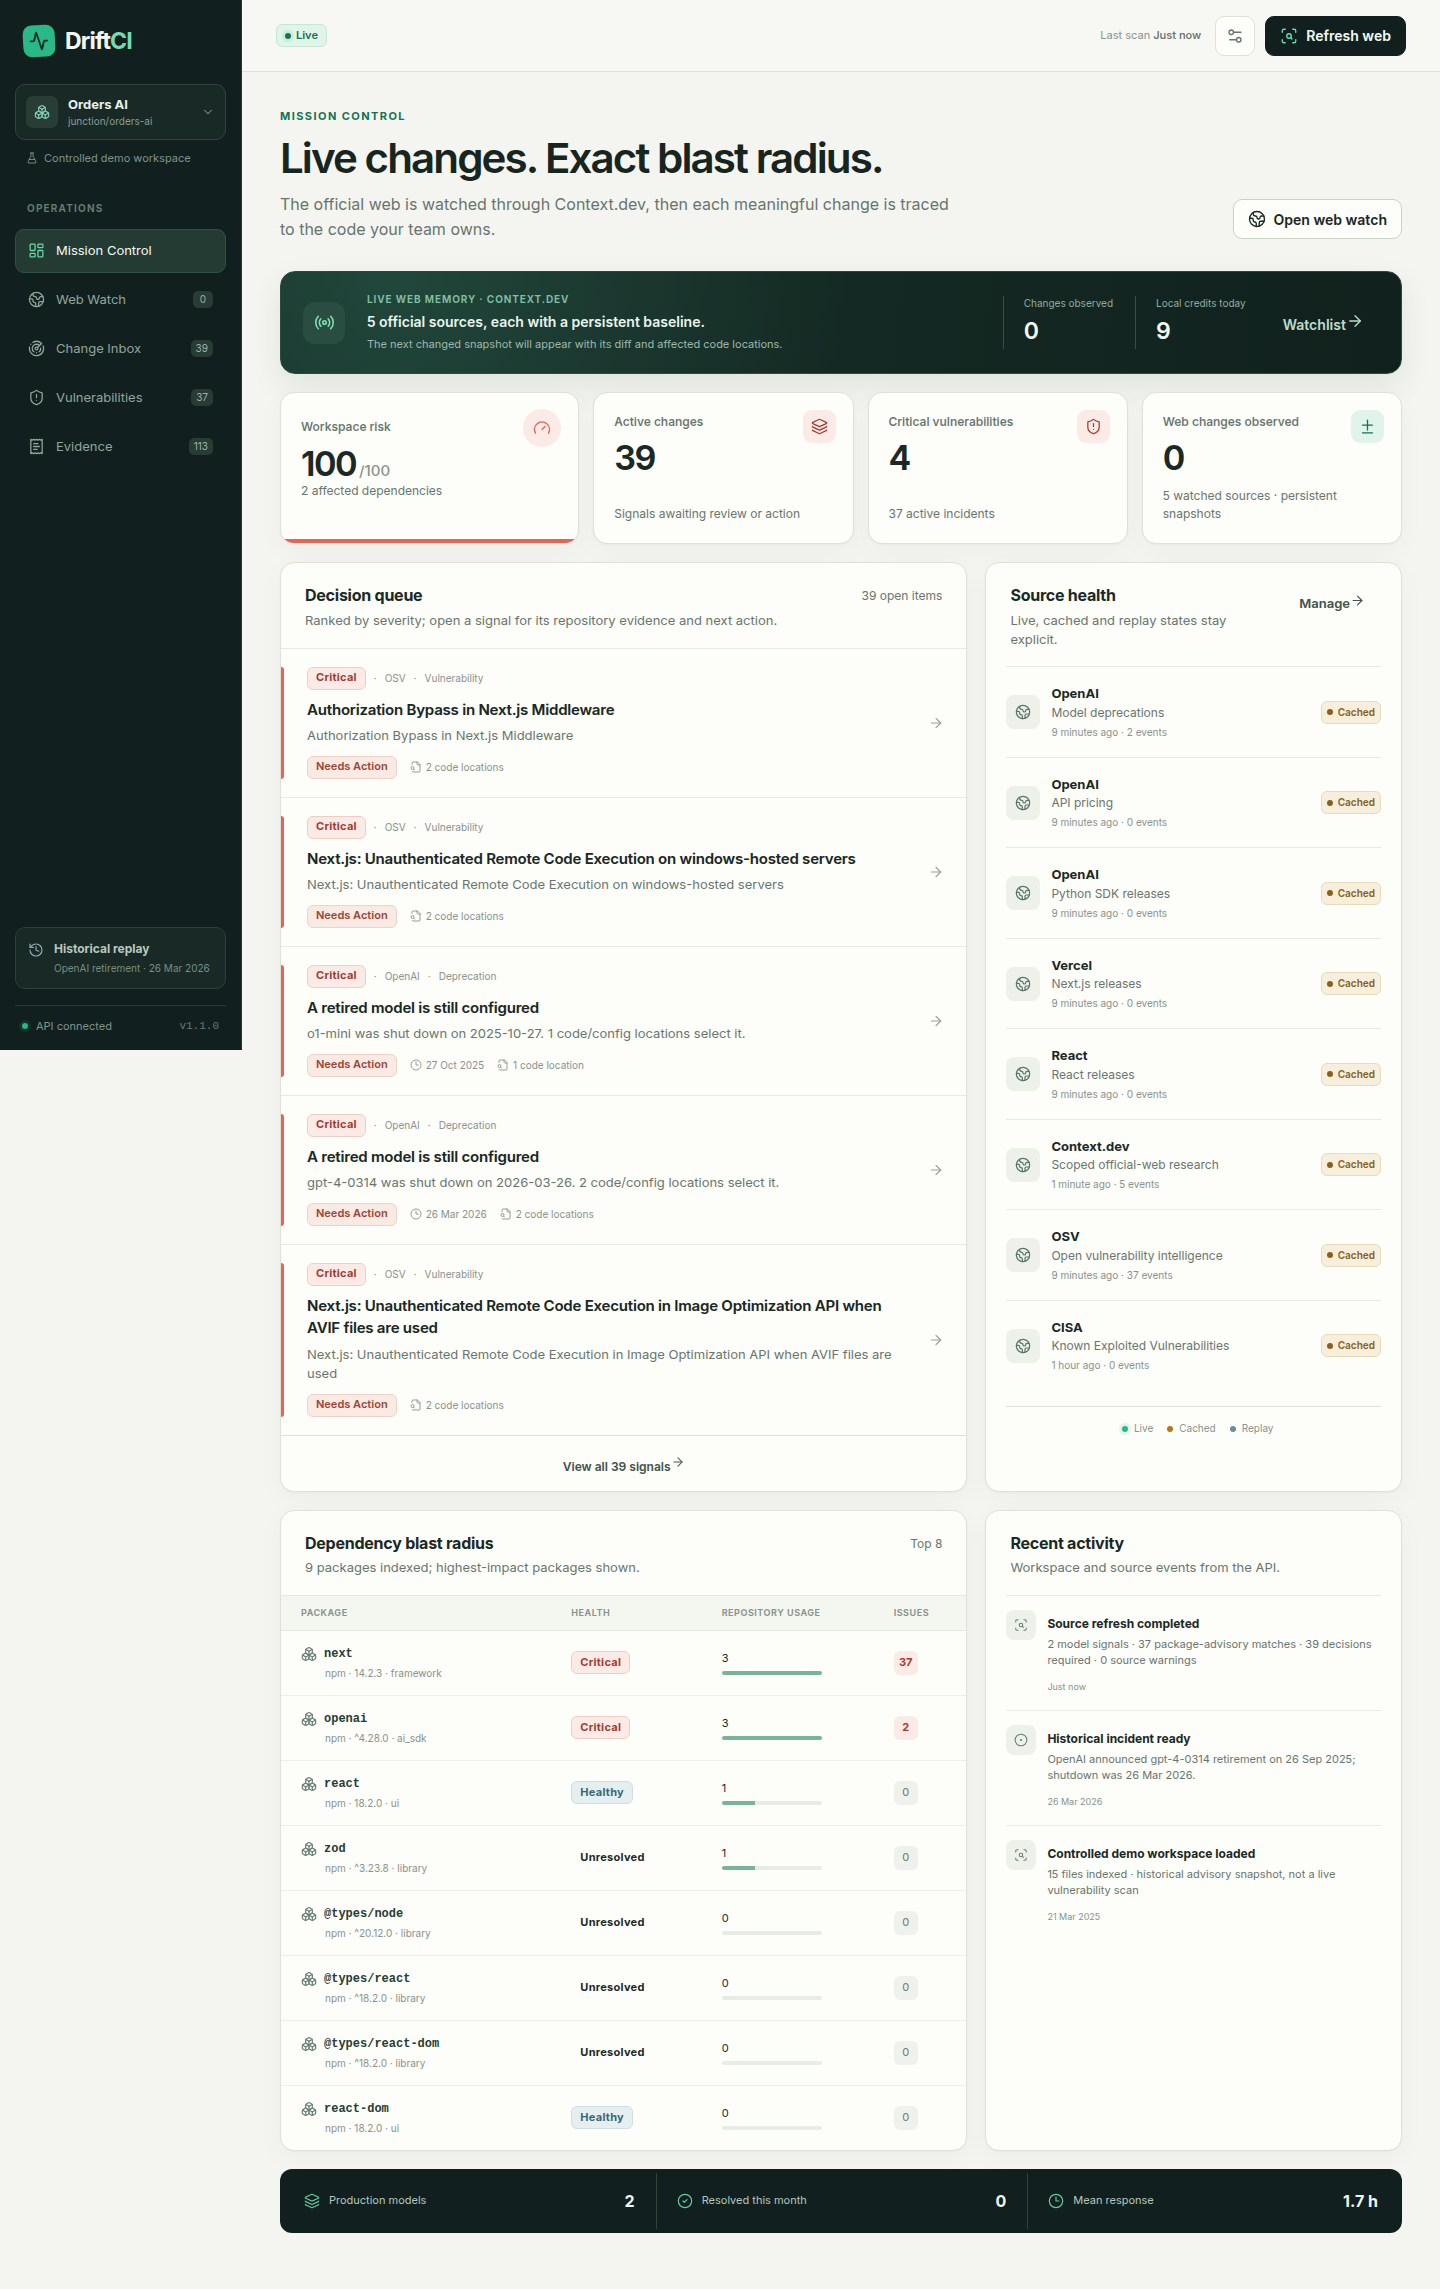 DriftCI
Orders AI
junction/orders-ai
Controlled demo workspace
OPERATIONS
Mission Control
Web Watch 0
Change Inbox 39
Vulnerabilities 37
Evidence 113
Historical replay
OpenAI retirement · 26 Mar 2026
API connected v1.1.0
Live
Last scan Just now
Refresh web
MISSION CONTROL
Live changes. Exact blast radius.
The official web is watched through Context.dev, then each meaningful change is traced
to the code your team owns.
Open web watch
LIVE WEB MEMORY · CONTEXT.DEV
5 official sources, each with a persistent baseline.
The next changed snapshot will appear with its diff and affected code locations.
Changes observed
0
Local credits today
9
Watchlist
Workspace risk
100/100
2 affected dependencies
Active changes
39
Signals awaiting review or action
Critical vulnerabilities
4
37 active incidents
Web changes observed
0
5 watched sources · persistent
snapshots
Decision queue
39 open items
Ranked by severity; open a signal for its repository evidence and next action.
Critical · OSV · Vulnerability
Authorization Bypass in Next.js Middleware
Authorization Bypass in Next.js Middleware
Needs Action 2 code locations
Critical · OSV · Vulnerability
Next.js: Unauthenticated Remote Code Execution on windows-hosted servers
Next.js: Unauthenticated Remote Code Execution on windows-hosted servers
Needs Action 2 code locations
Critical · OpenAI · Deprecation
A retired model is still configured
o1-mini was shut down on 2025-10-27. 1 code/config locations select it.
Needs Action 27 Oct 2025 1 code location
Critical · OpenAI · Deprecation
A retired model is still configured
gpt-4-0314 was shut down on 2026-03-26. 2 code/config locations select it.
Needs Action 26 Mar 2026 2 code locations
Critical · OSV · Vulnerability
Next.js: Unauthenticated Remote Code Execution in Image Optimization API when
AVIF files are used
Next.js: Unauthenticated Remote Code Execution in Image Optimization API when AVIF files are
used
Needs Action 2 code locations
View all 39 signals
Source health
Manage
Live, cached and replay states stay
explicit.
OpenAI
Model deprecations
9 minutes ago · 2 events
Cached
OpenAI
API pricing
9 minutes ago · 0 events
Cached
OpenAI
Python SDK releases
9 minutes ago · 0 events
Cached
Vercel
Next.js releases
9 minutes ago · 0 events
Cached
React
React releases
9 minutes ago · 0 events
Cached
Context.dev
Scoped official-web research
1 minute ago · 5 events
Cached
OSV
Open vulnerability intelligence
9 minutes ago · 37 events
Cached
CISA
Known Exploited Vulnerabilities
1 hour ago · 0 events
Cached
Live Cached Replay
Dependency blast radius
Top 8
9 packages indexed; highest-impact packages shown.
PACKAGE HEALTH REPOSITORY USAGE ISSUES
next
npm · 14.2.3 · framework
Critical
3
37
openai
npm · ^4.28.0 · ai_sdk
Critical
3
2
react
npm · 18.2.0 · ui
Healthy
1
0
zod
npm · ^3.23.8 · library
Unresolved
1
0
@types/node
npm · ^20.12.0 · library
Unresolved
0
0
@types/react
npm · ^18.2.0 · library
Unresolved
0
0
@types/react-dom
npm · ^18.2.0 · library
Unresolved
0
0
react-dom
npm · 18.2.0 · ui
Healthy
0
0
Recent activity
Workspace and source events from the API.
Source refresh completed
2 model signals · 37 package-advisory matches · 39 decisions
required · 0 source warnings
Just now
Historical incident ready
OpenAI announced gpt-4-0314 retirement on 26 Sep 2025;
shutdown was 26 Mar 2026.
26 Mar 2026
Controlled demo workspace loaded
15 files indexed · historical advisory snapshot, not a live
vulnerability scan
21 Mar 2025
Production models 2
Resolved this month 0
Mean response 1.7 h